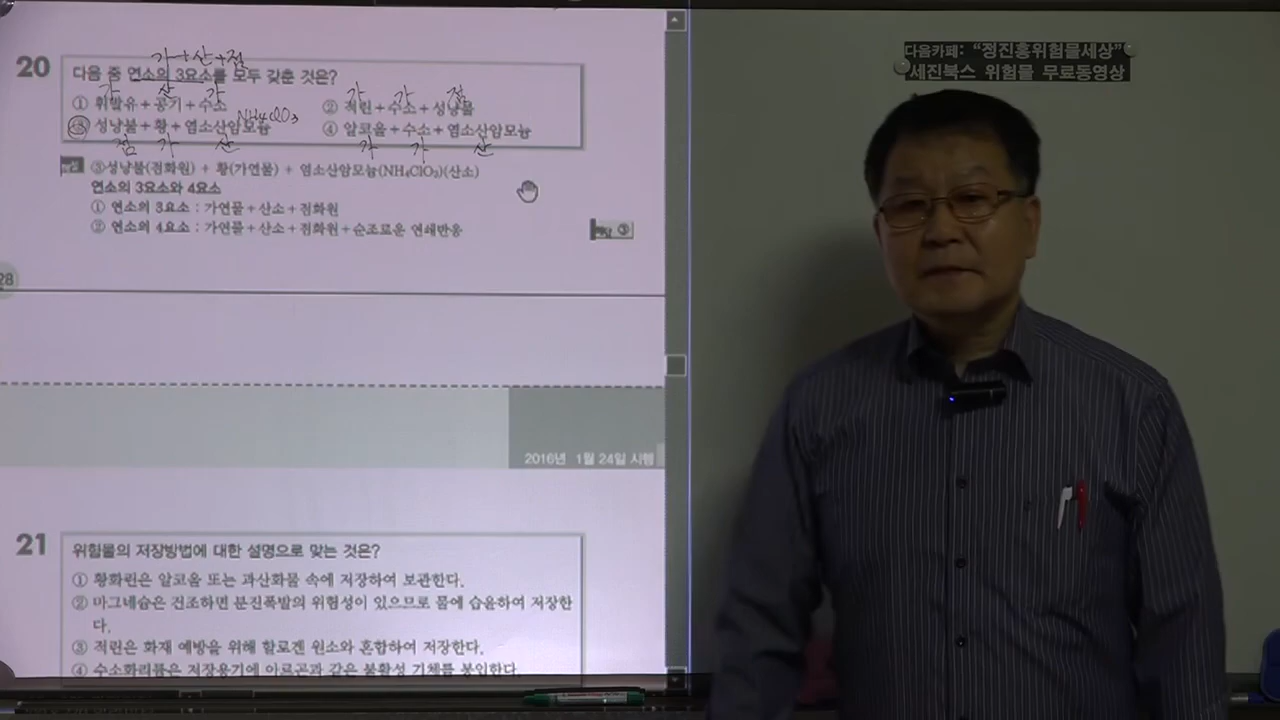 다음카페: "정진홍위험물세상"
세진북스 위험물 무료동영상
가+산+점
20 다음 중 연소의 3요소를 모두 갖춘 것은?
가 산 가 가 가 점
① 휘발유+공기+수소 ② 적린+수소+성냥불
NH4ClO3
③ 성냥불+황+염소산암모늄 ④ 알코올+수소+염소산암모늄
점 가 산 가 가 산
③성냥불(점화원) + 황(가연물) + 염소산암모늄(NH₄ClO₃)(산소)
연소의 3요소와 4요소
① 연소의 3요소 : 가연물+산소+점화원
② 연소의 4요소 : 가연물+산소+점화원+순조로운 연쇄반응
③
28
2016년 1월 24일 시행
21 위험물의 저장방법에 대한 설명으로 맞는 것은?
① 황화린은 알코올 또는 과산화물 속에 저장하여 보관한다.
② 마그네슘은 건조하면 분진폭발의 위험성이 있으므로 물에 습윤하여 저장한
다.
③ 적린은 화재 예방을 위해 할로겐 원소와 혼합하여 저장한다.
④ 수소화리튬은 저장용기에 아르곤과 같은 불활성 기체를 봉입한다.